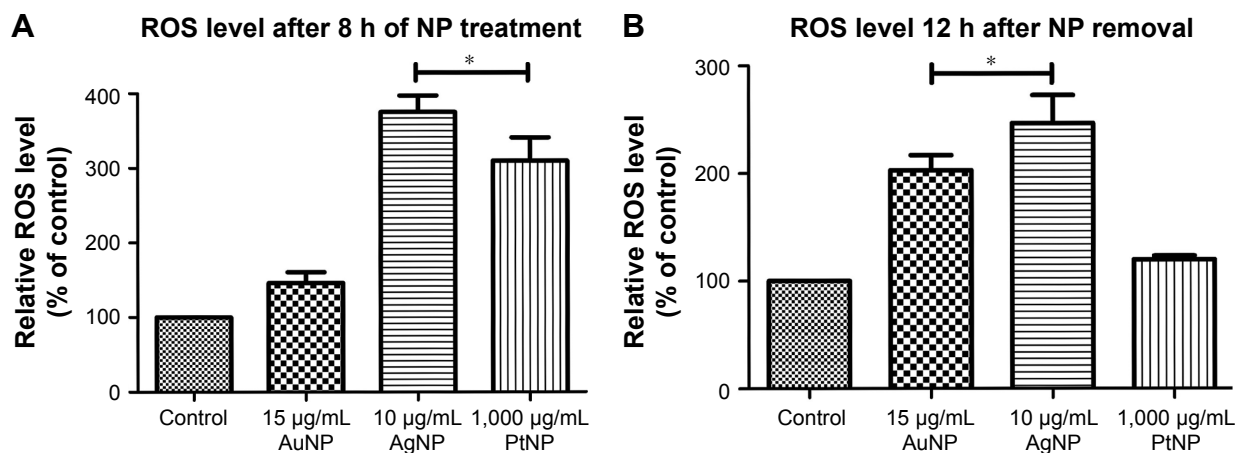 A
ROS level after 8 h of NP treatment
Relative ROS level
(% of control)
400
300
200
100
0
*
Control
15 µg/mL
AuNP
10 µg/mL
AgNP
1,000 µg/mL
PtNP
B
ROS level 12 h after NP removal
Relative ROS level
(% of control)
300
200
100
0
*
Control
15 µg/mL
AuNP
10 µg/mL
AgNP
1,000 µg/mL
PtNP